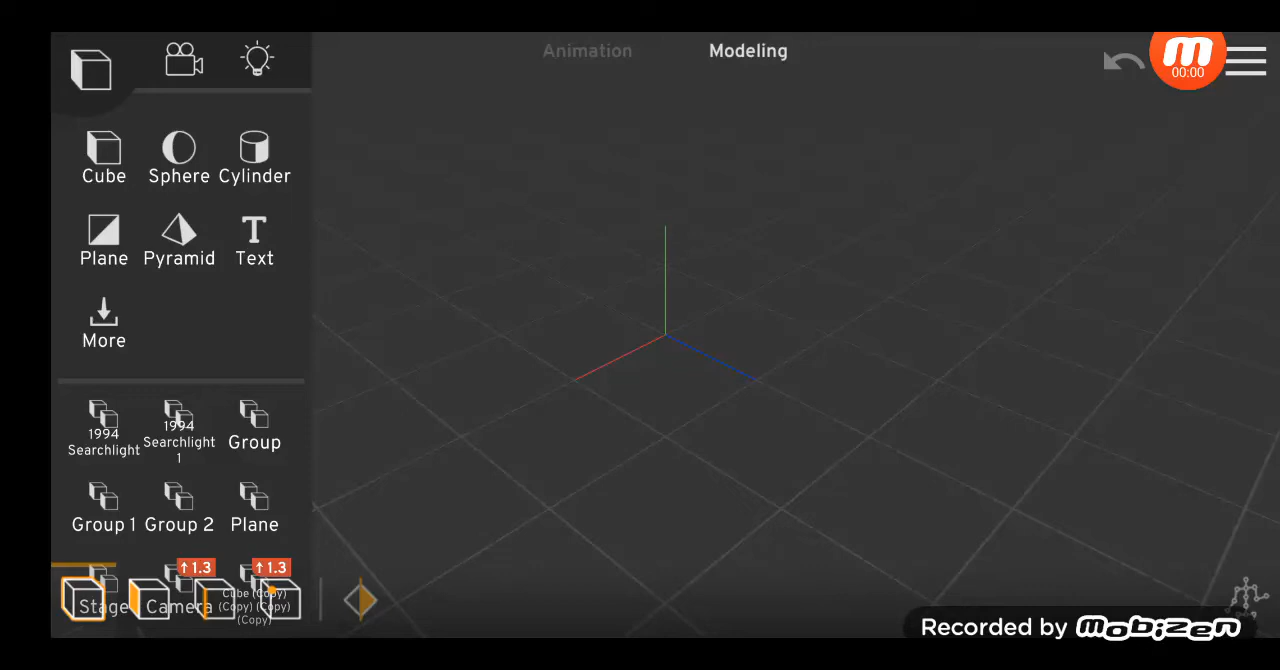 Animation
Modeling
00:00
Cube
Sphere
Cylinder
Plane
Pyramid
Text
More
1994
Searchlight
1994
Searchlight
1
Group
Group 1
Group 2
Plane
↑1.3
↑1.3
Stage
Camera
Cube (Copy)
(Copy) (Copy)
(Copy)
Recorded by mobizen